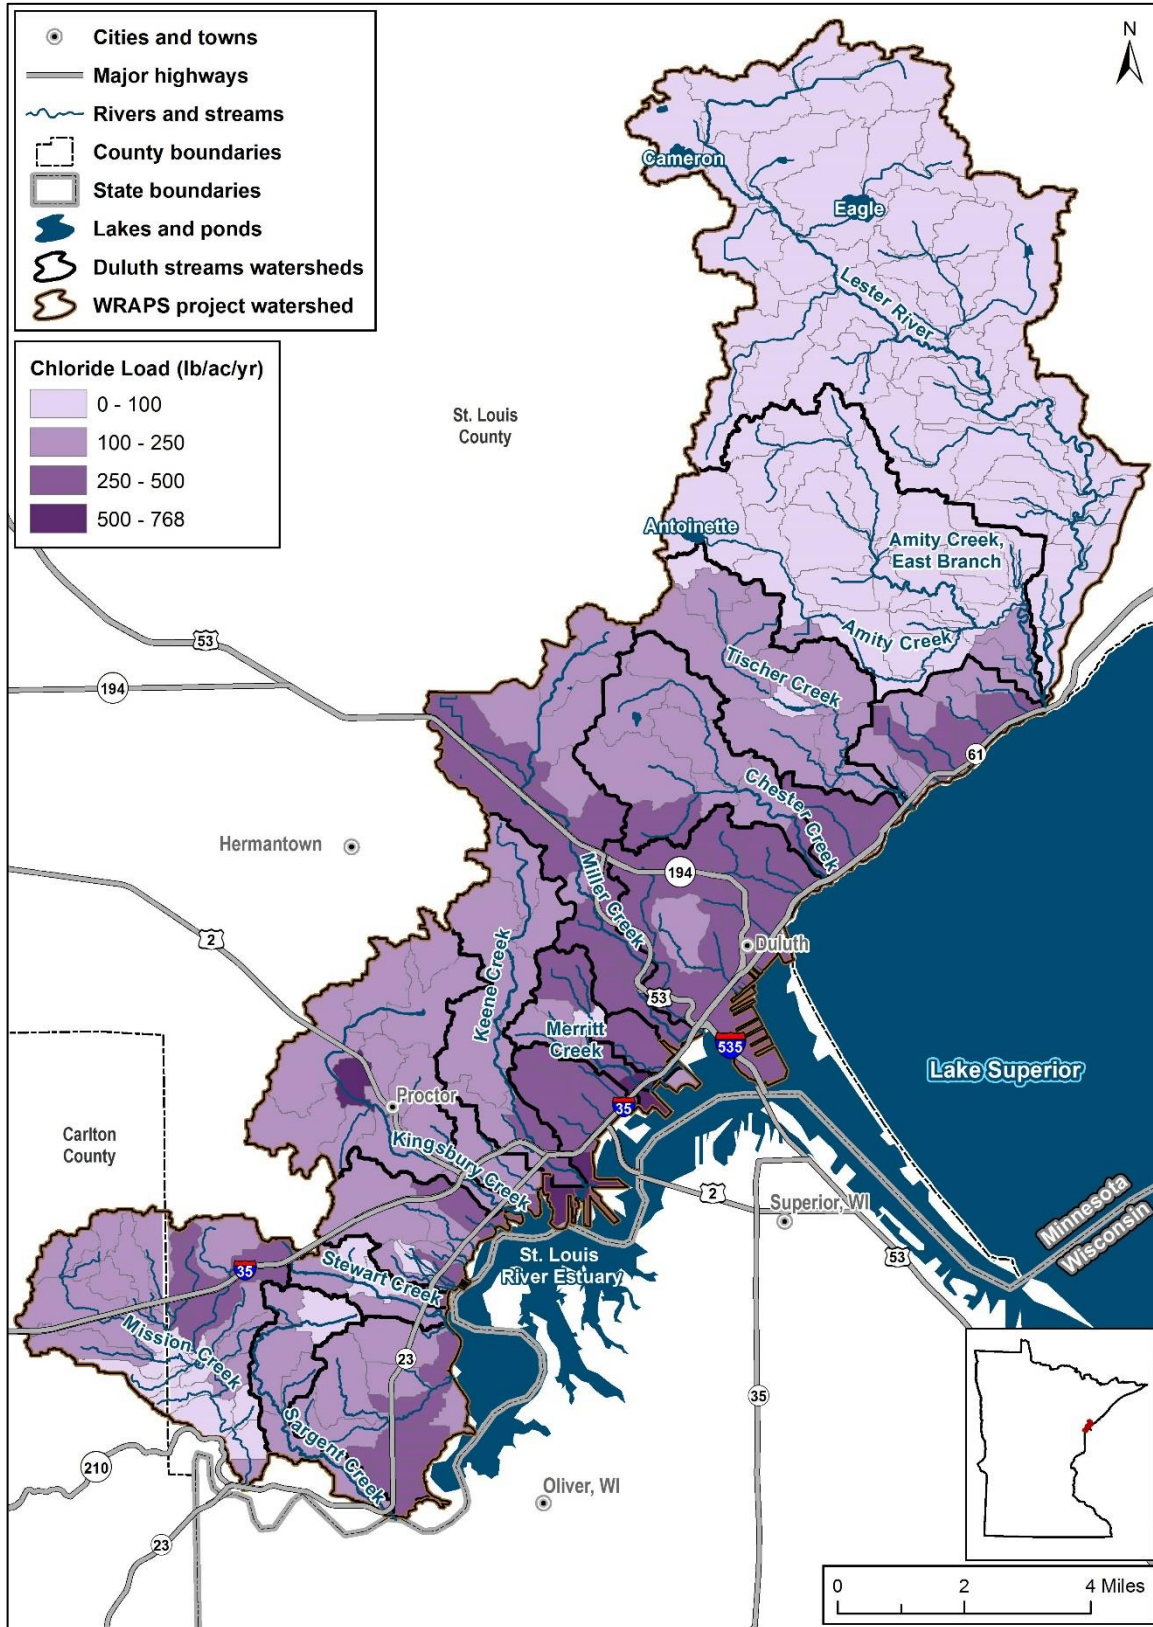 Cities and towns
Major highways
Rivers and streams
County boundaries
State boundaries
Lakes and ponds
Duluth streams watersheds
WRAPS project watershed
Chloride Load (lb/ac/yr)
0 - 100
100 - 250
250 - 500
500 - 768
N
Cameron
Eagle
Lester River
St. Louis
County
Antoinette
Amity Creek,
East Branch
Amity Creek
53
194
Tischer Creek
61
Chester Creek
Hermantown
194
Miller Creek
2
Keene Creek
Duluth
53
Merritt
Creek
535
Lake Superior
Proctor
35
Carlton
County
Kingsbury Creek
2
Superior, WI
Minnesota
Wisconsin
53
St. Louis
River Estuary
35
Stewart Creek
Mission Creek
23
35
Sargent Creek
210
Oliver, WI
23
0 2 4 Miles